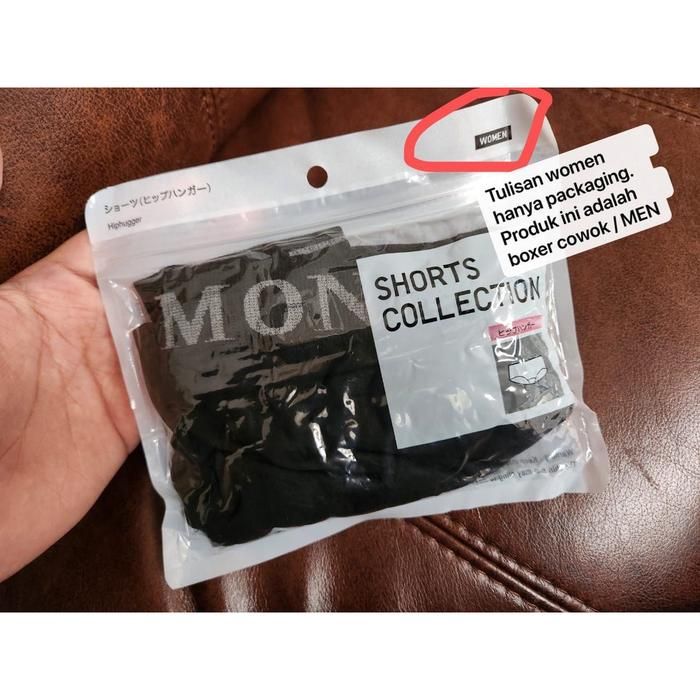 WOMEN
ショーツ(ヒップハンガー)
Hiphugger
Tulisan women
hanya packaging.
Produk ini adalah
boxer cowok / MEN
MON
SHORTS
COLLECTION
ヒップハンガー